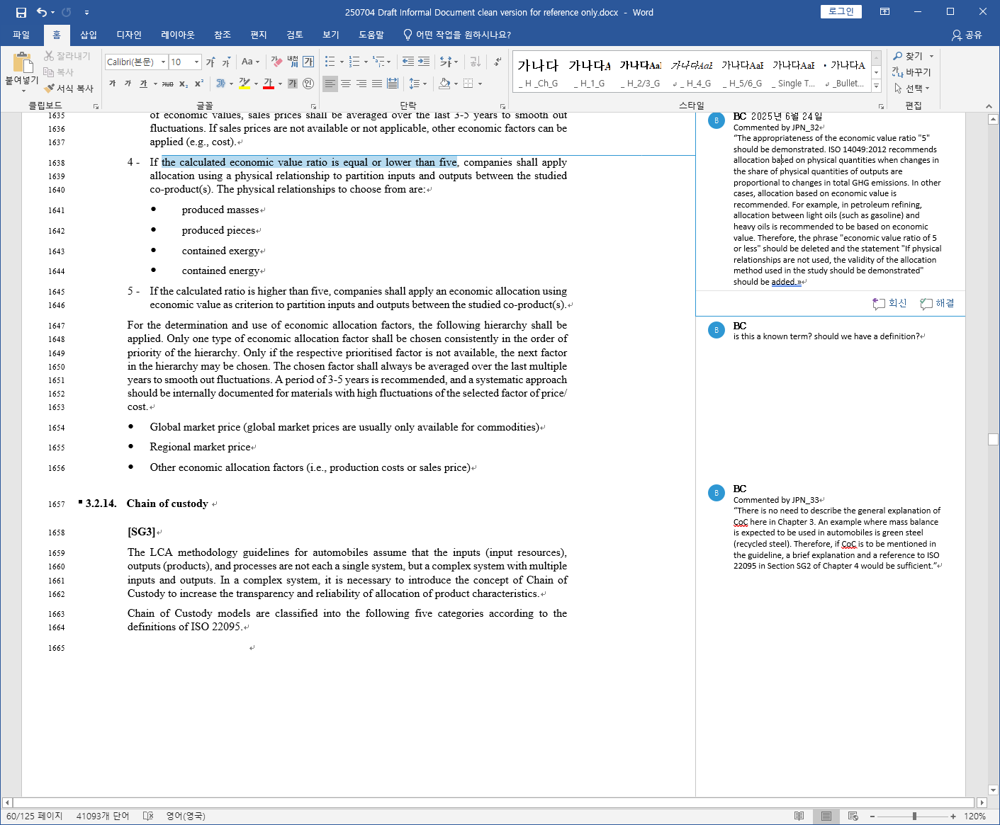 250704 Draft Informal Document clean version for reference only.docx - Word
로그인
파일 홈 삽입 디자인 레이아웃 참조 편지 검토 보기 도움말 어떤 작업을 원하시나요? 공유
붙여넣기
잘라내기
복사
서식 복사
클립보드
Calibri(본문) 10
글꼴
단락
가나다 가나다A 가나다Aa 가나다Aa 가나다AaB 가나다AaB 가나다A
_ H _Ch_G _ H_1_G _ H_2/3_G _ H_4_G _ H_5/6_G _ Single T... _Bullet...
스타일
찾기
바꾸기
선택
편집
1635 of economic values, sales prices shall be averaged over the last 3-5 years to smooth out
1636 fluctuations. If sales prices are not available or not applicable, other economic factors can be
1637 applied (e.g., cost).
1638 4 - If the calculated economic value ratio is equal or lower than five, companies shall apply
1639 allocation using a physical relationship to partition inputs and outputs between the studied
1640 co-product(s). The physical relationships to choose from are:
1641 • produced masses
1642 • produced pieces
1643 • contained exergy
1644 • contained energy
1645 5 - If the calculated ratio is higher than five, companies shall apply an economic allocation using
1646 economic value as criterion to partition inputs and outputs between the studied co-product(s).
1647 For the determination and use of economic allocation factors, the following hierarchy shall be
1648 applied. Only one type of economic allocation factor shall be chosen consistently in the order of
1649 priority of the hierarchy. Only if the respective prioritised factor is not available, the next factor
1650 in the hierarchy may be chosen. The chosen factor shall always be averaged over the last multiple
1651 years to smooth out fluctuations. A period of 3-5 years is recommended, and a systematic approach
1652 should be internally documented for materials with high fluctuations of the selected factor of price/
1653 cost.
1654 • Global market price (global market prices are usually only available for commodities)
1655 • Regional market price
1656 • Other economic allocation factors (i.e., production costs or sales price)
1657 3.2.14. Chain of custody
1658 [SG3]
1659 The LCA methodology guidelines for automobiles assume that the inputs (input resources),
1660 outputs (products), and processes are not each a single system, but a complex system with multiple
1661 inputs and outputs. In a complex system, it is necessary to introduce the concept of Chain of
1662 Custody to increase the transparency and reliability of allocation of product characteristics.
1663 Chain of Custody models are classified into the following five categories according to the
1664 definitions of ISO 22095.
1665
B BC 2025년 6월 24일
Commented by JPN_32
"The appropriateness of the economic value ratio "5"
should be demonstrated. ISO 14049:2012 recommends
allocation based on physical quantities when changes in
the share of physical quantities of outputs are
proportional to changes in total GHG emissions. In other
cases, allocation based on economic value is
recommended. For example, in petroleum refining,
allocation between light oils (such as gasoline) and
heavy oils is recommended to be based on economic
value. Therefore, the phrase "economic value ratio of 5
or less" should be deleted and the statement "If physical
relationships are not used, the validity of the allocation
method used in the study should be demonstrated"
should be added.»
회신 해결
B BC
is this a known term? should we have a definition?
B BC
Commented by JPN_33
"There is no need to describe the general explanation of
CoC here in Chapter 3. An example where mass balance
is expected to be used in automobiles is green steel
(recycled steel). Therefore, if CoC is to be mentioned in
the guideline, a brief explanation and a reference to ISO
22095 in Section SG2 of Chapter 4 would be sufficient."
60/125 페이지 41093개 단어 영어(영국) 120%